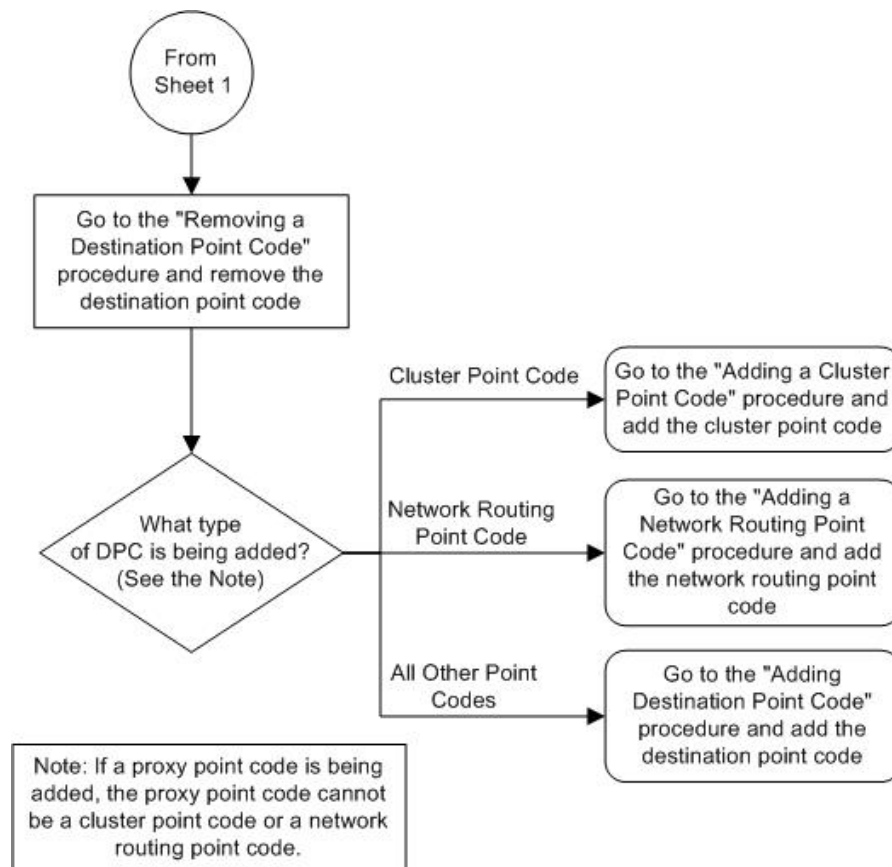 From
Sheet 1
Go to the "Removing a
Destination Point Code"
procedure and remove the
destination point code
What type
of DPC is being added?
(See the Note)
Cluster Point Code
Go to the "Adding a Cluster
Point Code" procedure and
add the cluster point code
Network Routing
Point Code
Go to the "Adding a
Network Routing Point
Code" procedure and add
the network routing point
code
All Other Point
Codes
Go to the "Adding
Destination Point Code"
procedure and add the
destination point code
Note: If a proxy point code is being
added, the proxy point code cannot
be a cluster point code or a network
routing point code.